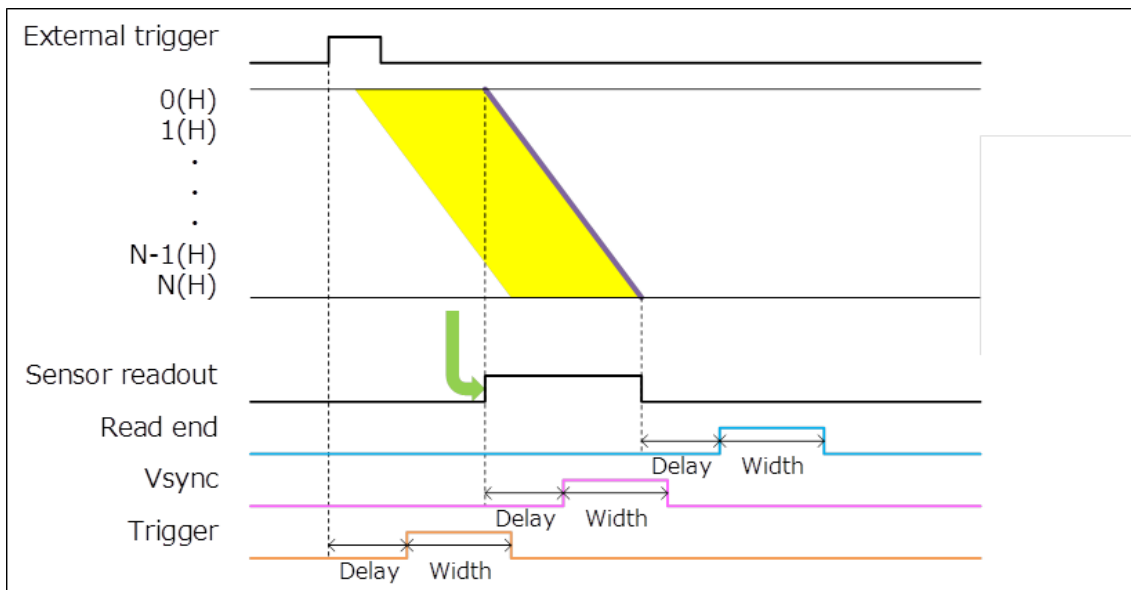 External trigger
0(H)
1(H)
.
.
.
N-1(H)
N(H)
Sensor readout
Read end
Delay Width
Vsync
Delay Width
Trigger
Delay Width